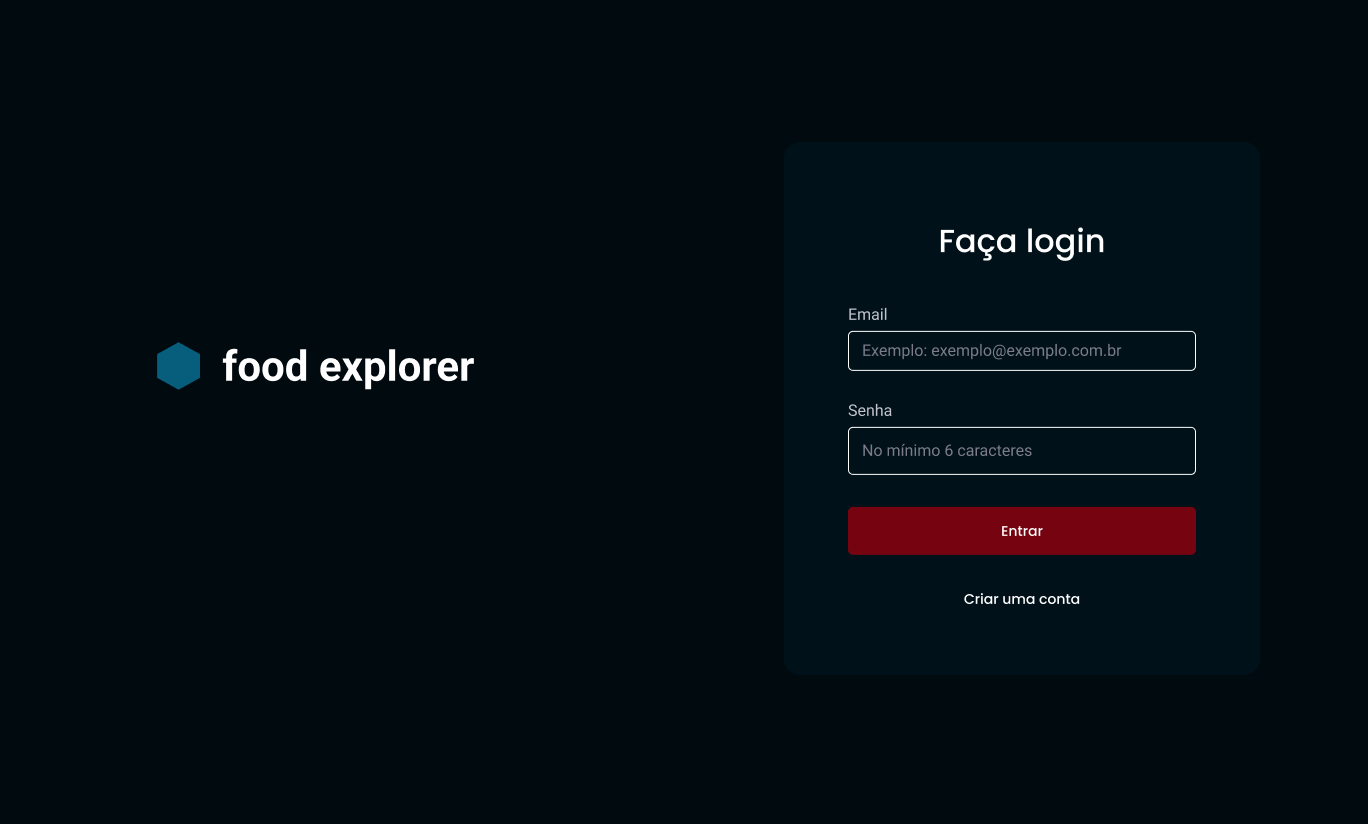 food explorer
Faça login
Email
Exemplo: exemplo@exemplo.com.br
Senha
No mínimo 6 caracteres
Entrar
Criar uma conta